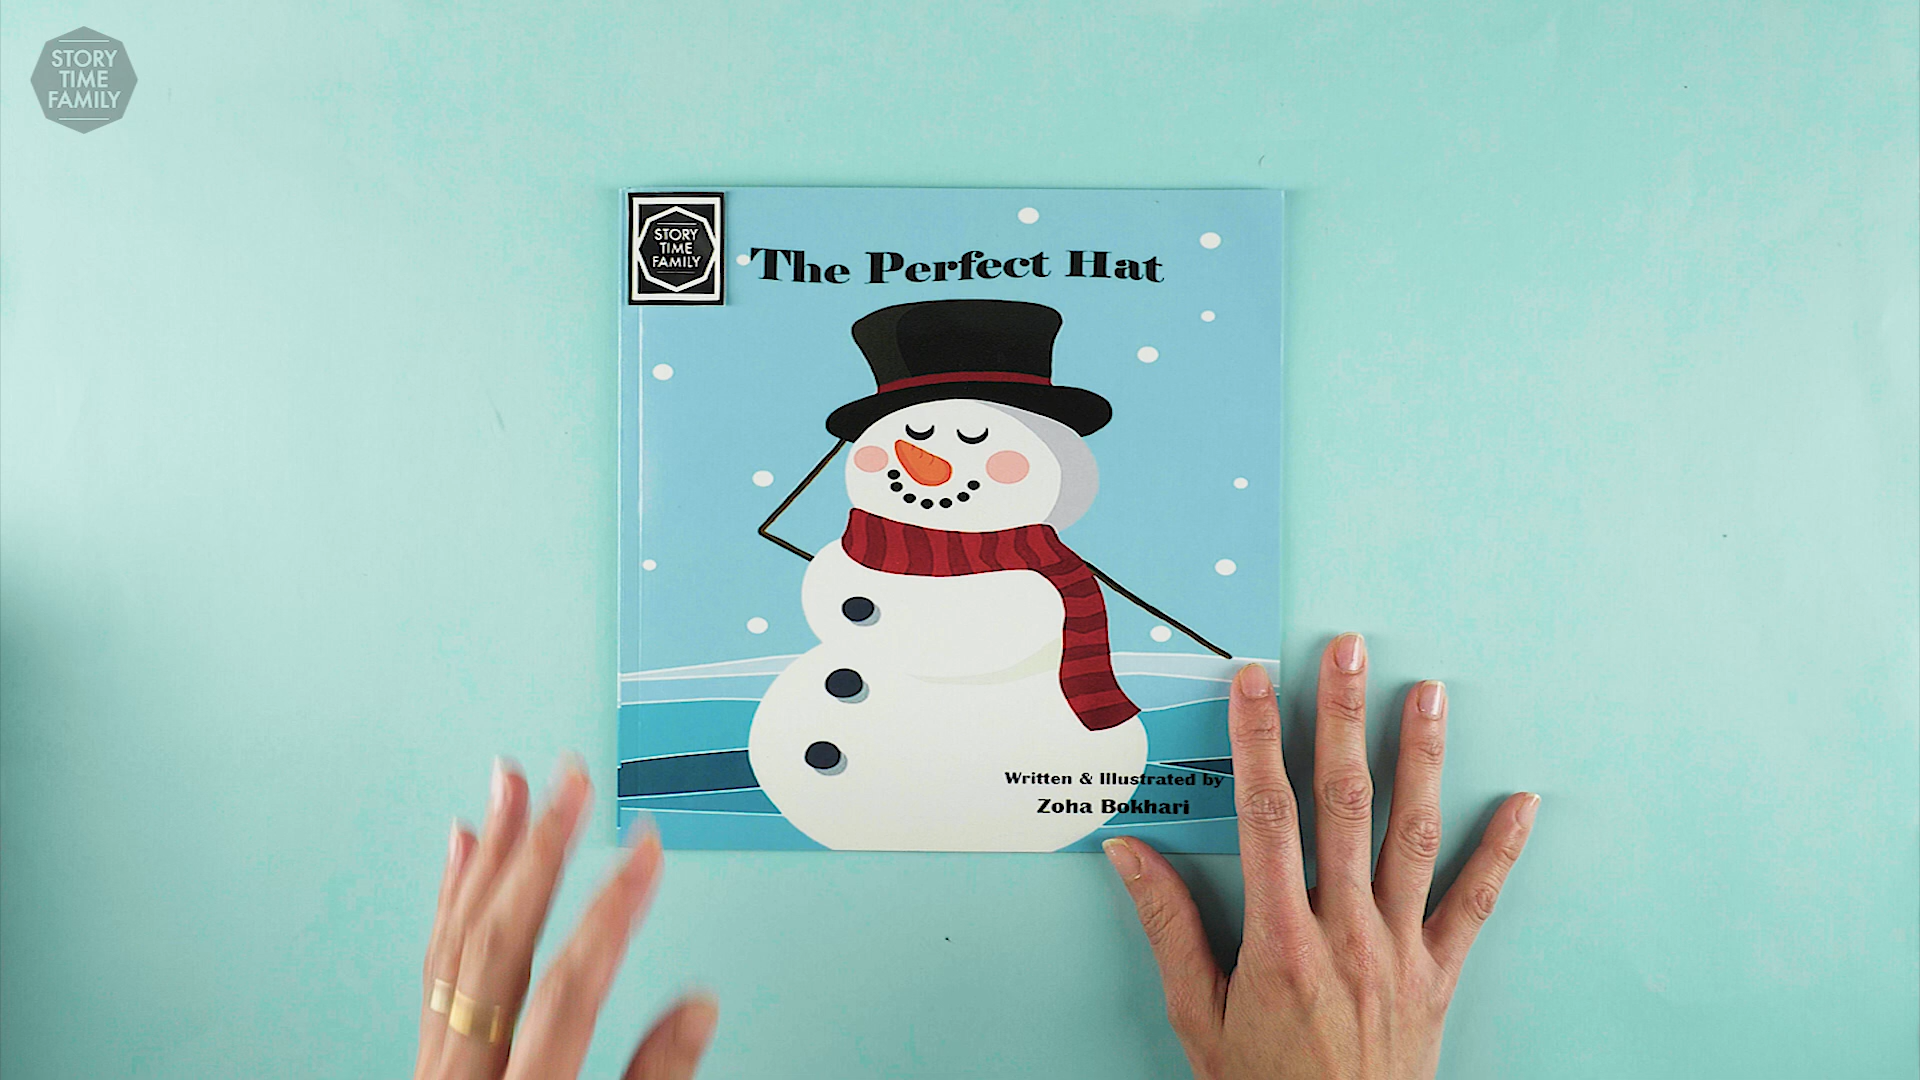 STORY
TIME
FAMILY
STORY
TIME
FAMILY
The Perfect Hat
Written & Illustrated by
Zoha Bokhari